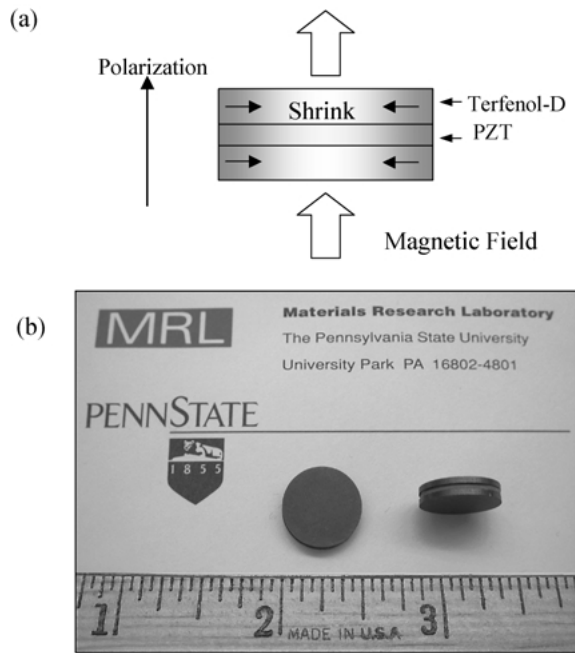 (a)
Polarization
Shrink
Terfenol-D
PZT
Magnetic Field
(b)
MRL
Materials Research Laboratory
The Pennsylvania State University
University Park PA 16802-4801
PENNSTATE
1855
1 2 3
MADE IN U.S.A